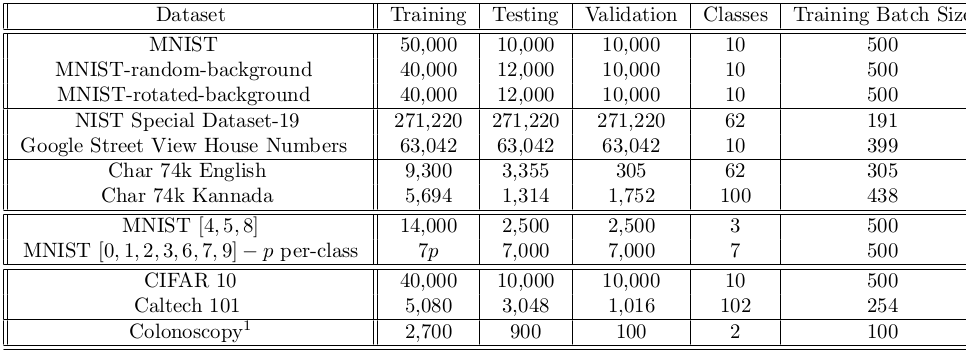 Dataset Training Testing Validation Classes Training Batch Size
MNIST 50,000 10,000 10,000 10 500
MNIST-random-background 40,000 12,000 10,000 10 500
MNIST-rotated-background 40,000 12,000 10,000 10 500
NIST Special Dataset-19 271,220 271,220 271,220 62 191
Google Street View House Numbers 63,042 63,042 63,042 10 399
Char 74k English 9,300 3,355 305 62 305
Char 74k Kannada 5,694 1,314 1,752 100 438
MNIST [4, 5, 8] 14,000 2,500 2,500 3 500
MNIST [0, 1, 2, 3, 6, 7, 9] − p per-class 7p 7,000 7,000 7 500
CIFAR 10 40,000 10,000 10,000 10 500
Caltech 101 5,080 3,048 1,016 102 254
Colonoscopy¹ 2,700 900 100 2 100